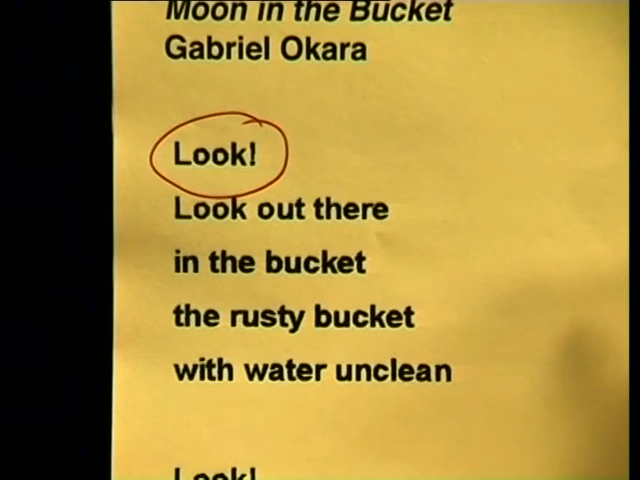 Moon in the Bucket
Gabriel Okara
Look!
Look out there
in the bucket
the rusty bucket
with water unclean
Look!